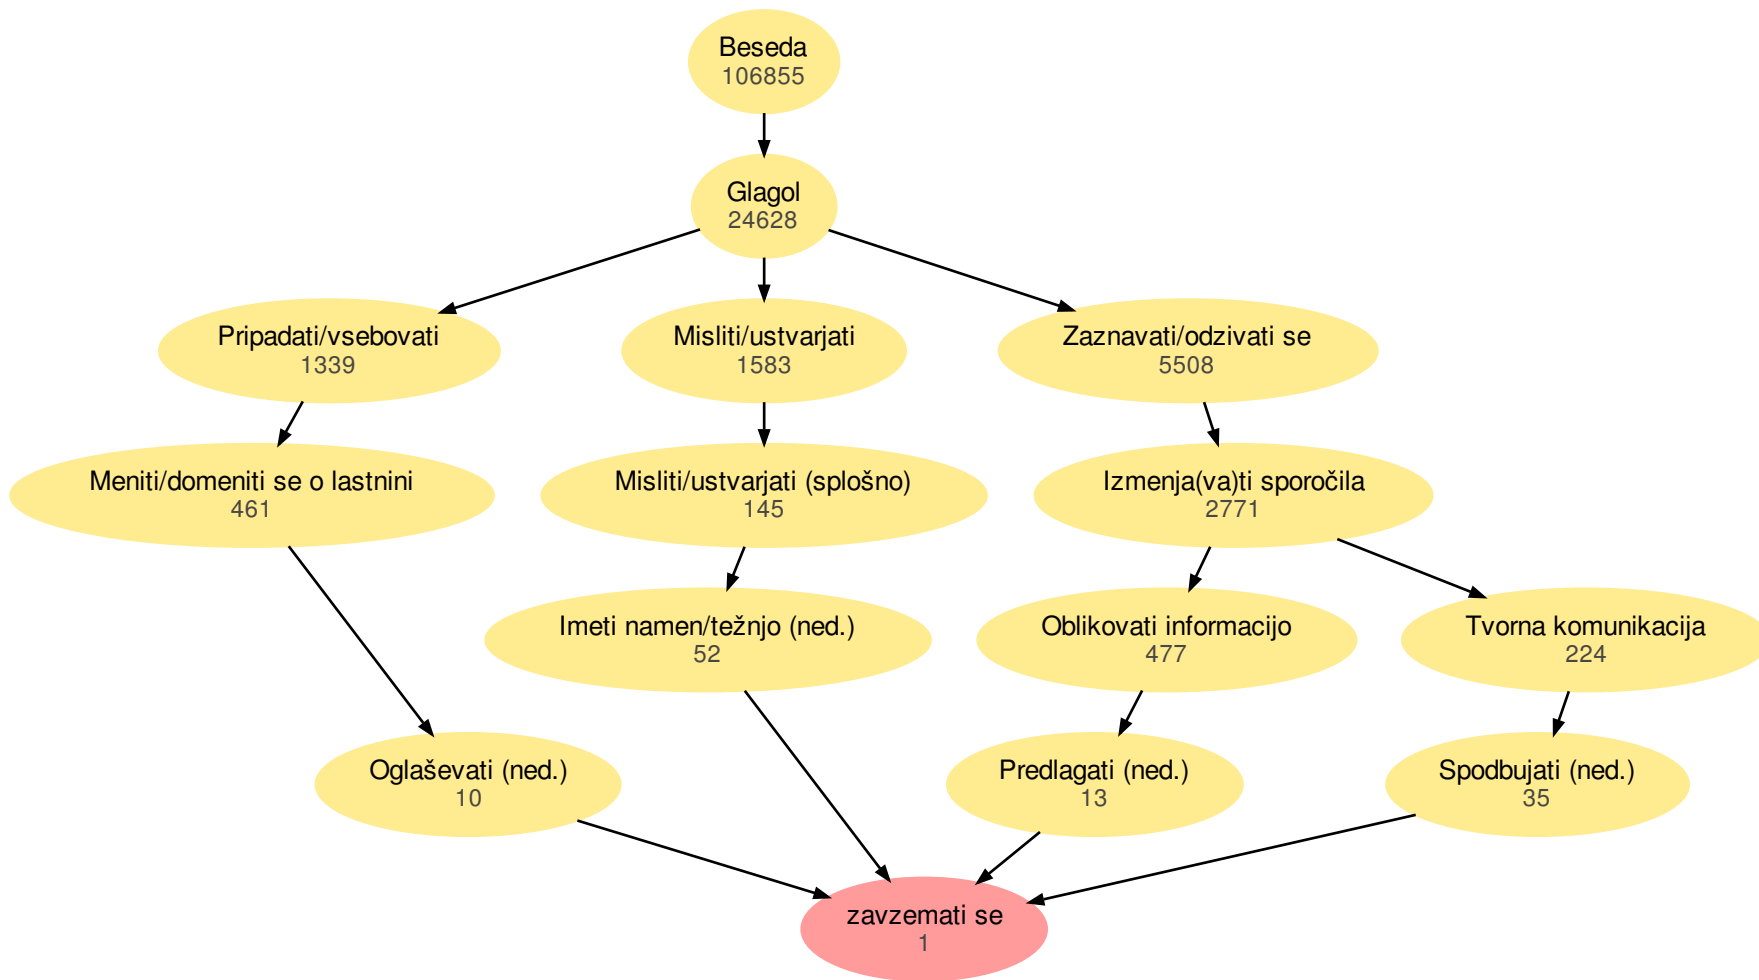 Beseda
106855
Glagol
24628
Pripadati/vsebovati
1339
Misliti/ustvarjati
1583
Zaznavati/odzivati se
5508
Meniti/domeniti se o lastnini
461
Misliti/ustvarjati (splošno)
145
Izmenja(va)ti sporočila
2771
Imeti namen/težnjo (ned.)
52
Oblikovati informacijo
477
Tvorna komunikacija
224
Oglaševati (ned.)
10
Predlagati (ned.)
13
Spodbujati (ned.)
35
zavzemati se
1